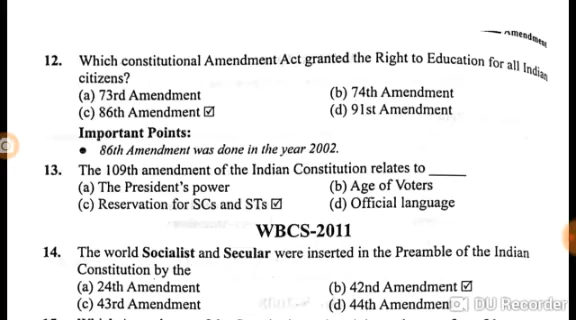 Amendment
12. Which constitutional Amendment Act granted the Right to Education for all Indian
citizens?
(a) 73rd Amendment (b) 74th Amendment
(c) 86th Amendment ☑ (d) 91st Amendment
Important Points:
• 86th Amendment was done in the year 2002.
13. The 109th amendment of the Indian Constitution relates to ______
(a) The President's power (b) Age of Voters
(c) Reservation for SCs and STs ☑ (d) Official language
WBCS-2011
14. The world Socialist and Secular were inserted in the Preamble of the Indian
Constitution by the
(a) 24th Amendment (b) 42nd Amendment ☑
(c) 43rd Amendment (d) 44th Amendment
DU Recorder